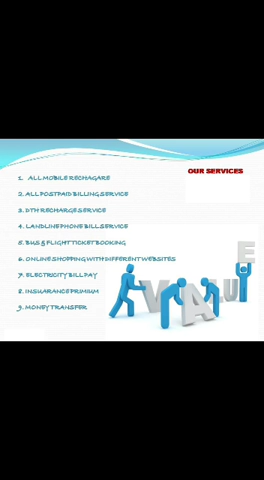 OUR SERVICES
1. ALL MOBILE RECHAGARE
2. ALL POSTPAID BILLING SERVICE
3. DTH RECHARGE SERVICE
4. LANDLINE PHONE BILL SERVICE
5. BUS & FLIGHT TICKET BOOKING
6. ONLINE SHOPPING WITH DIFFERENT WEBSITES
7. ELECTRICITY BILL PAY
8. INSUARANCE PRIMIUM
9. MONEY TRANSFER
VALUE